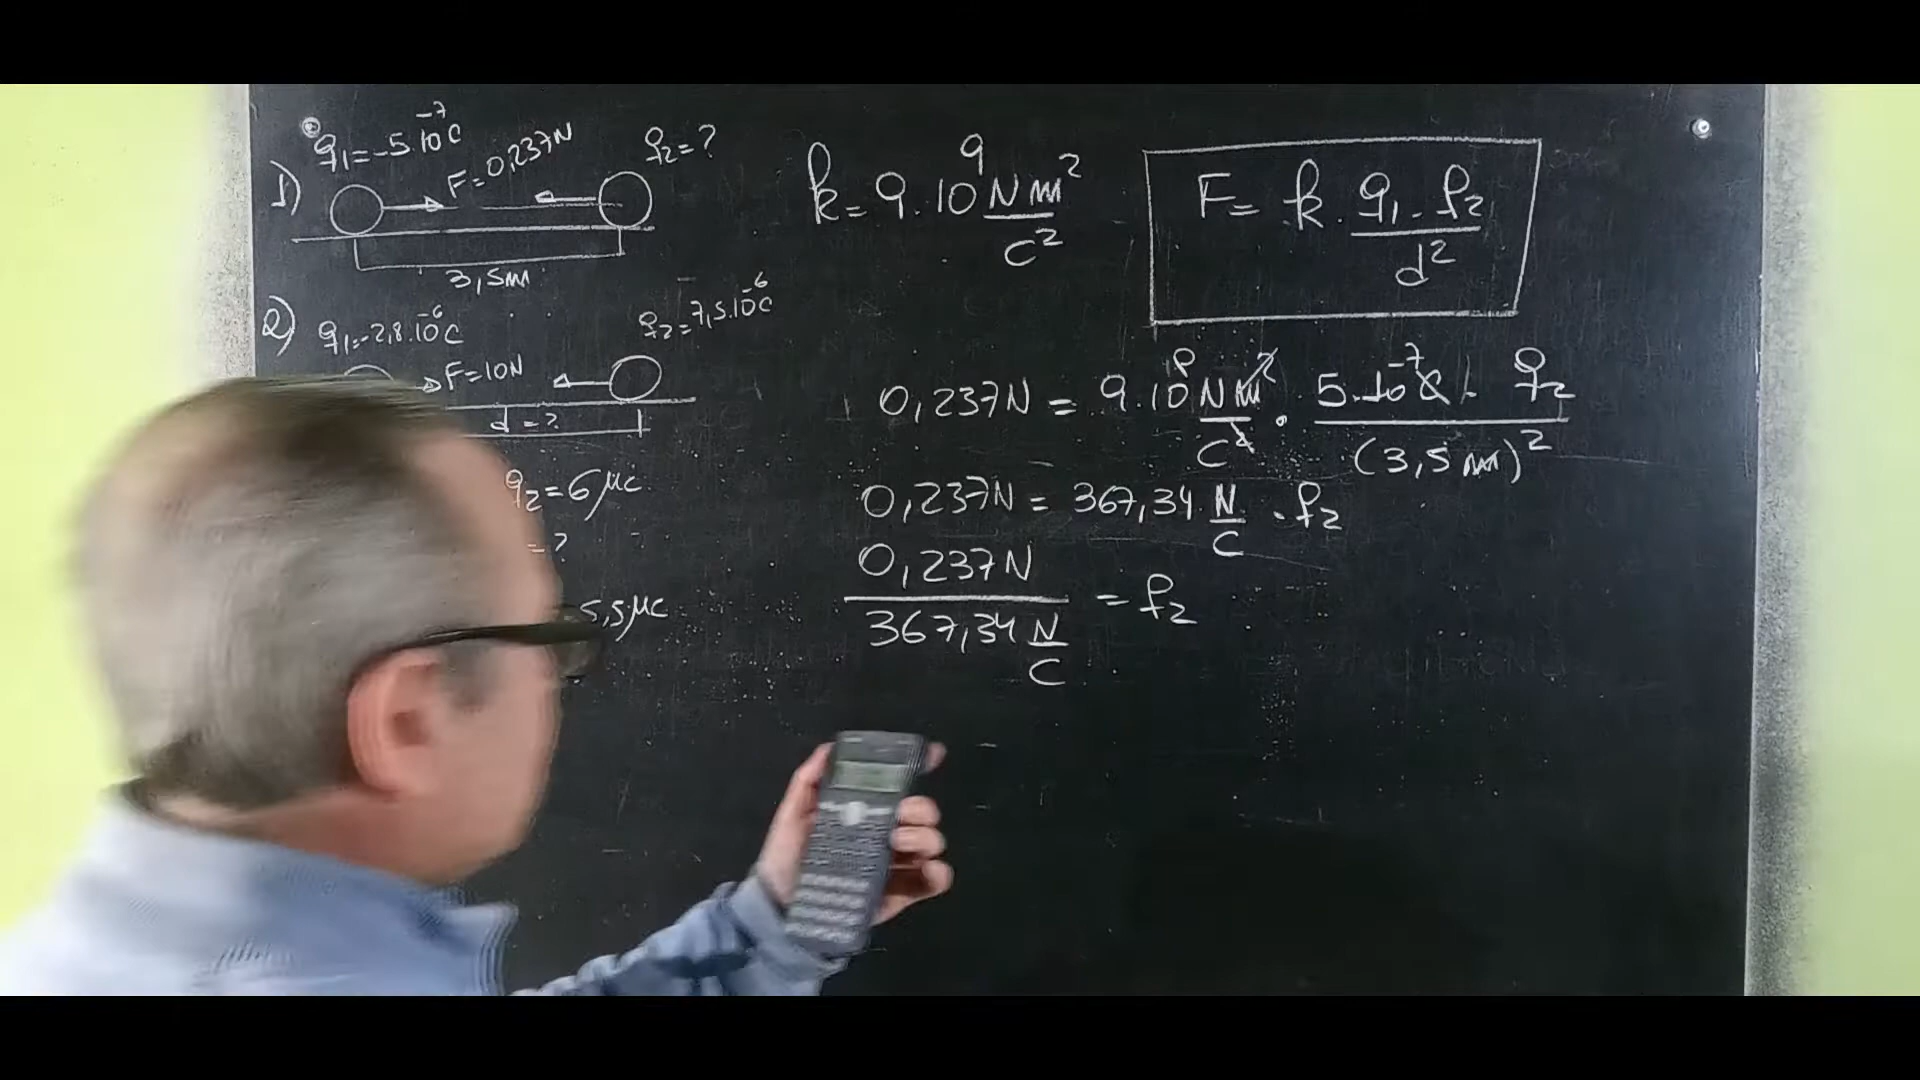 1) q1=-5.10⁻⁷C F=0,237N q2=?
3,5m
2) q1=-2,8.10⁻⁶C q2=7,5.10⁻⁶C
F=10N
d=?
q2=6μc
=?
5,5μc
k=9.10⁹ Nm²/C²
F= k. q1.q2/d²
0,237N = 9.10⁹ Nm²/C² . 5.10⁻⁷C . q2/(3,5m)²
0,237N = 367,34 N/C . q2
0,237N/367,34 N/C = q2